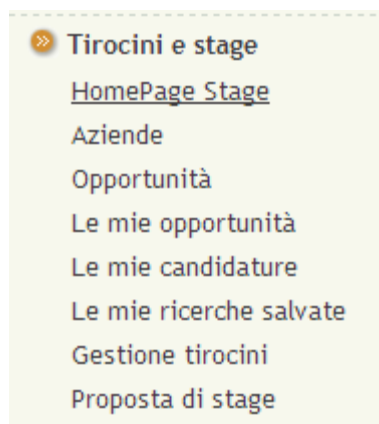 Tirocini e stage
HomePage Stage
Aziende
Opportunità
Le mie opportunità
Le mie candidature
Le mie ricerche salvate
Gestione tirocini
Proposta di stage